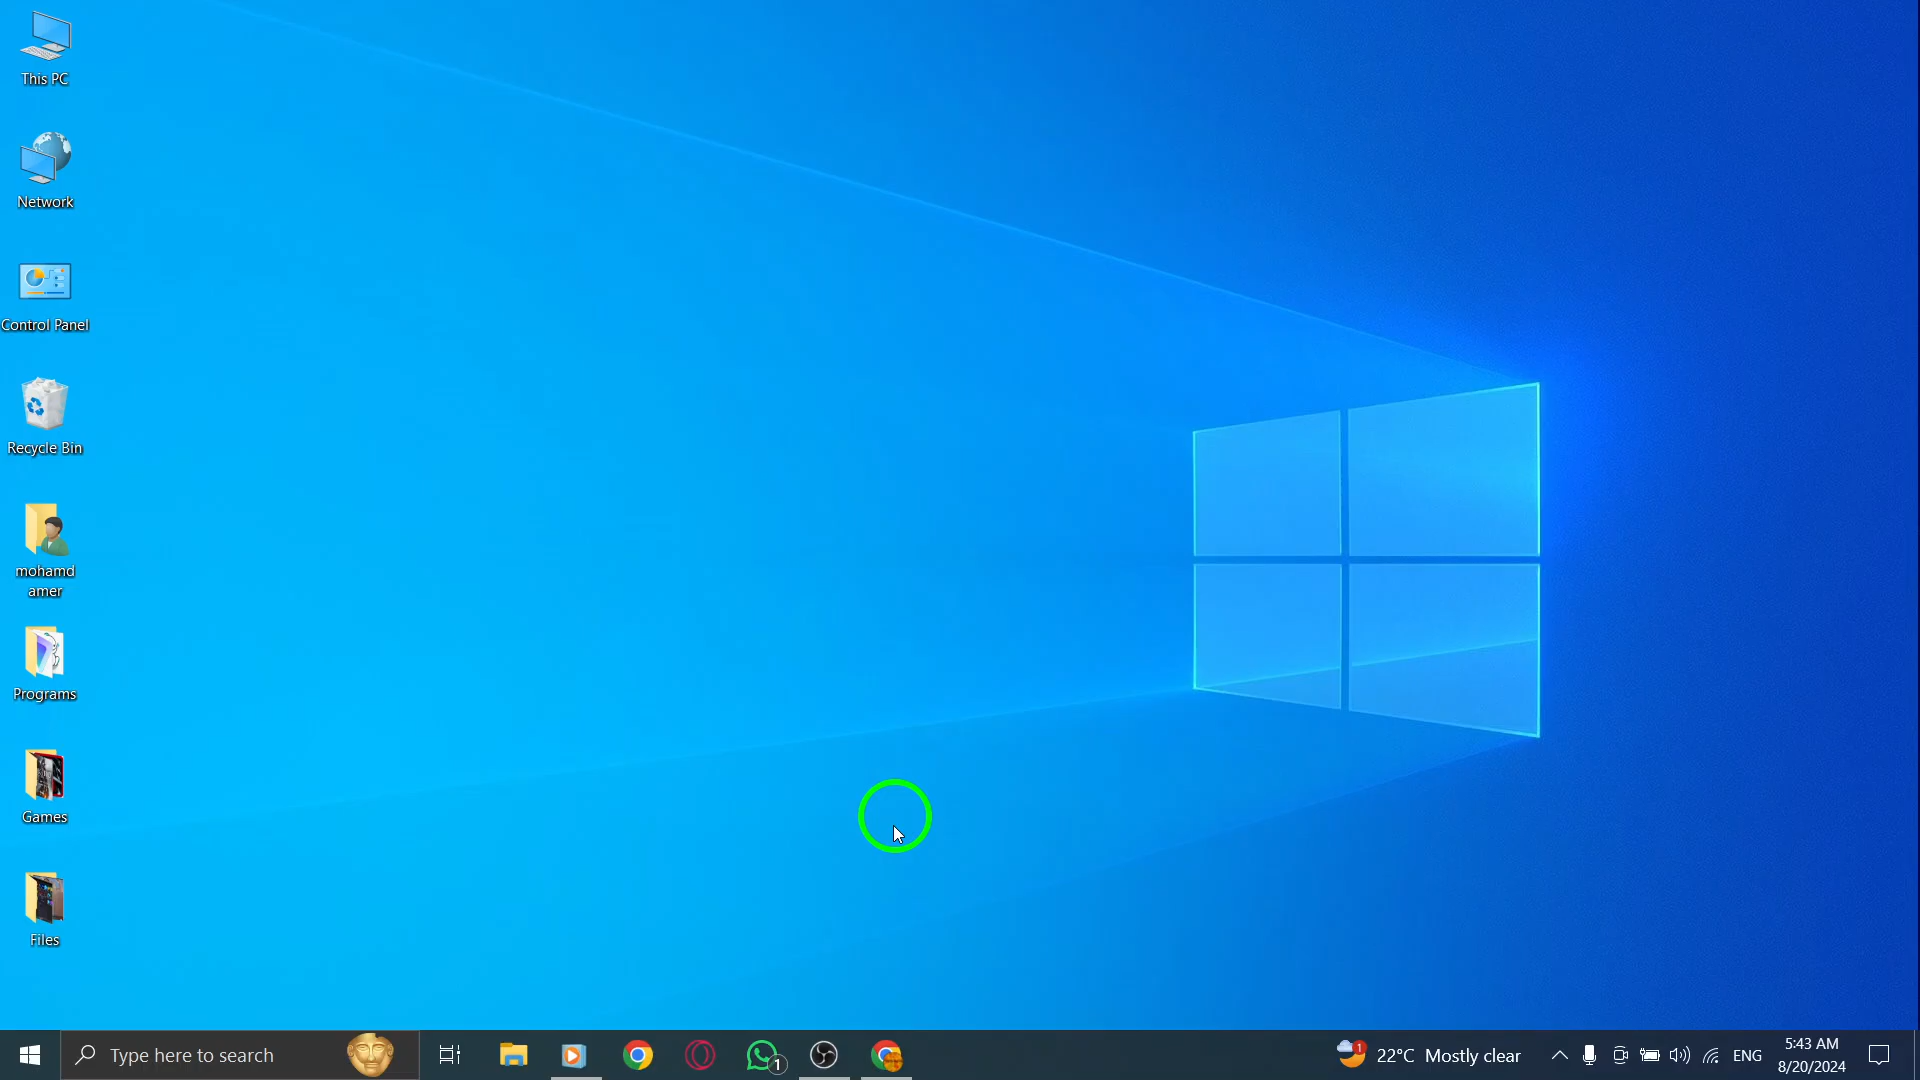 This PC
Network
Control Panel
Recycle Bin
mohamd
amer
Programs
Games
Files
Type here to search
1
1
22°C Mostly clear
ENG
5:43 AM
8/20/2024